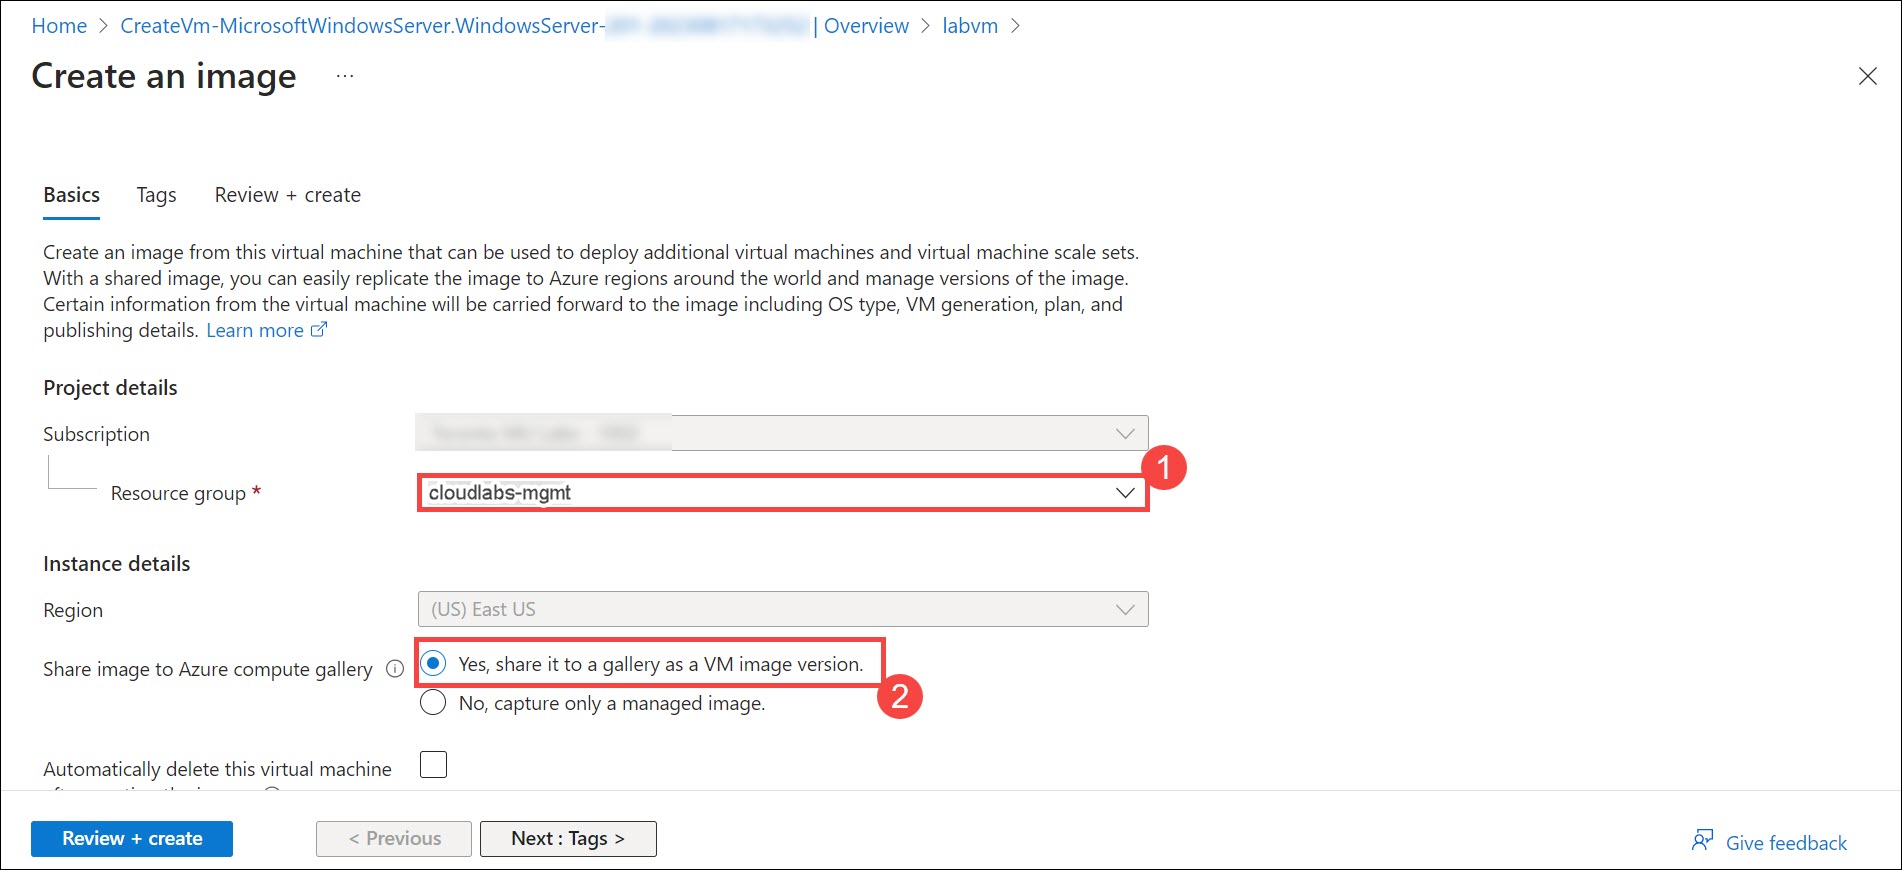 Home > CreateVm-MicrosoftWindowsServer.WindowsServer- | Overview > labvm >
Create an image ...
Basics Tags Review + create
Create an image from this virtual machine that can be used to deploy additional virtual machines and virtual machine scale sets.
With a shared image, you can easily replicate the image to Azure regions around the world and manage versions of the image.
Certain information from the virtual machine will be carried forward to the image including OS type, VM generation, plan, and
publishing details. Learn more
Project details
Subscription
1
Resource group * cloudlabs-mgmt
Instance details
Region (US) East US
Share image to Azure compute gallery Yes, share it to a gallery as a VM image version.
2
No, capture only a managed image.
Automatically delete this virtual machine
Review + create < Previous Next : Tags > Give feedback